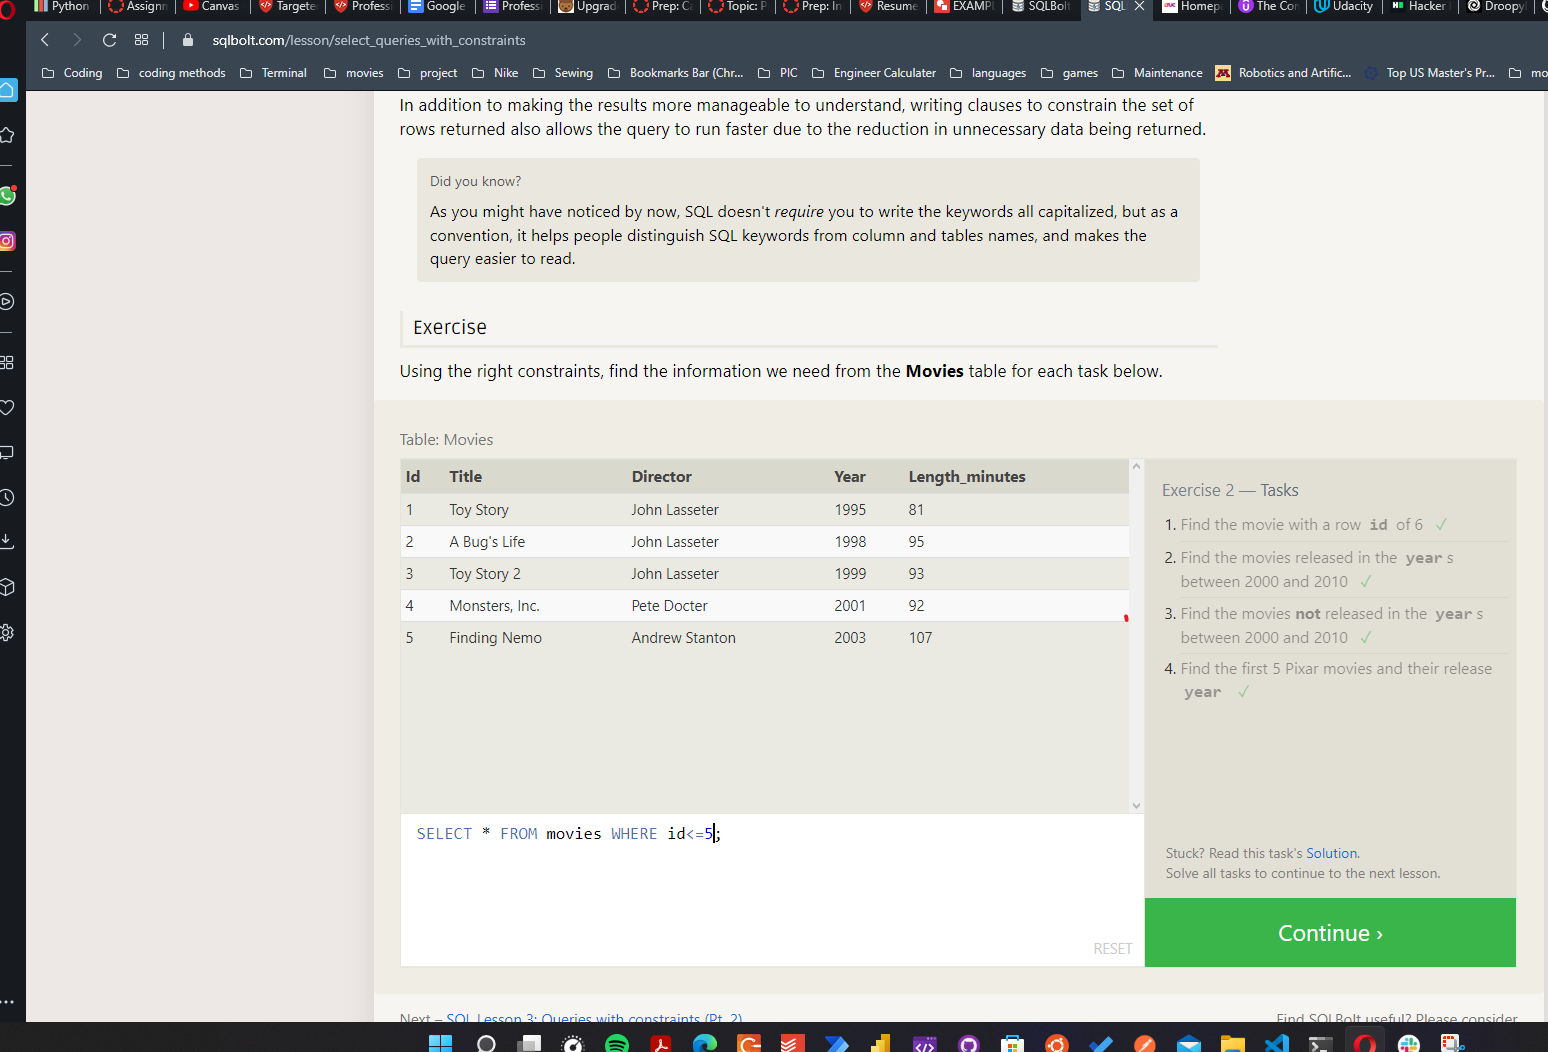 Python
Assignn
Canvas
Targete
Professi
Google
Professi
Upgrad
Prep: C
Topic: P
Prep: In
Resume
EXAMPL
SQLBolt
SQL
Homepa
The Con
Udacity
Hacker
Droopy
sqlbolt.com/lesson/select_queries_with_constraints
Coding
coding methods
Terminal
movies
project
Nike
Sewing
Bookmarks Bar (Chr...
PIC
Engineer Calculater
languages
games
Maintenance
Robotics and Artific...
Top US Master's Pr...
mo
In addition to making the results more manageable to understand, writing clauses to constrain the set of
rows returned also allows the query to run faster due to the reduction in unnecessary data being returned.
Did you know?
As you might have noticed by now, SQL doesn't require you to write the keywords all capitalized, but as a
convention, it helps people distinguish SQL keywords from column and tables names, and makes the
query easier to read.
Exercise
Using the right constraints, find the information we need from the Movies table for each task below.
Table: Movies
Id Title Director Year Length_minutes
1 Toy Story John Lasseter 1995 81
2 A Bug's Life John Lasseter 1998 95
3 Toy Story 2 John Lasseter 1999 93
4 Monsters, Inc. Pete Docter 2001 92
5 Finding Nemo Andrew Stanton 2003 107
SELECT * FROM movies WHERE id<=5;
RESET
Exercise 2 — Tasks
1. Find the movie with a row id of 6 ✓
2. Find the movies released in the year s
between 2000 and 2010 ✓
3. Find the movies not released in the year s
between 2000 and 2010 ✓
4. Find the first 5 Pixar movies and their release
year ✓
Stuck? Read this task's Solution.
Solve all tasks to continue to the next lesson.
Continue ›
Next – SQL Lesson 3: Queries with constraints (Pt. 2)
Find SQLBolt useful? Please consider